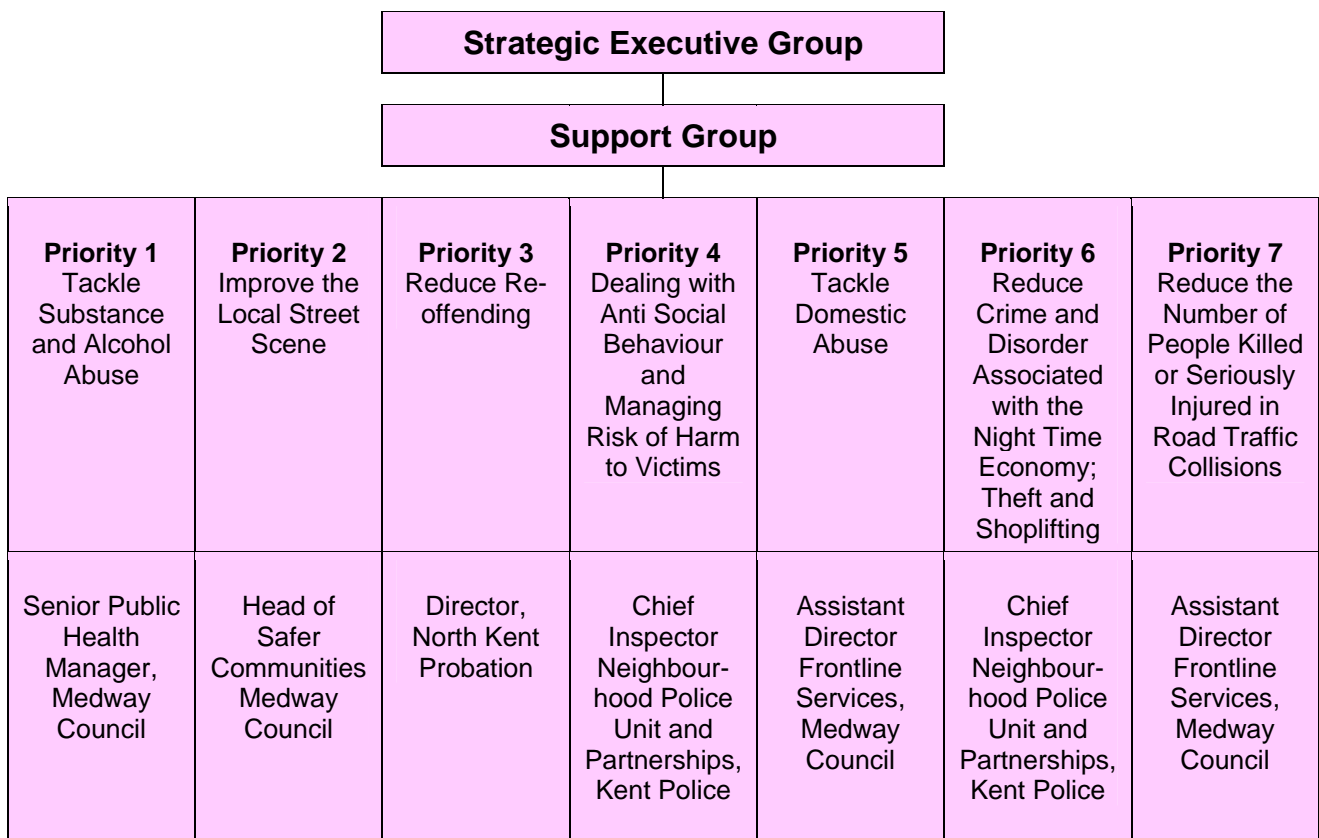 Strategic Executive Group
Support Group
Priority 1
Tackle
Substance
and Alcohol
Abuse
Priority 2
Improve the
Local Street
Scene
Priority 3
Reduce Re-
offending
Priority 4
Dealing with
Anti Social
Behaviour
and
Managing
Risk of Harm
to Victims
Priority 5
Tackle
Domestic
Abuse
Priority 6
Reduce
Crime and
Disorder
Associated
with the
Night Time
Economy;
Theft and
Shoplifting
Priority 7
Reduce the
Number of
People Killed
or Seriously
Injured in
Road Traffic
Collisions
Senior Public
Health
Manager,
Medway
Council
Head of
Safer
Communities
Medway
Council
Director,
North Kent
Probation
Chief
Inspector
Neighbour-
hood Police
Unit and
Partnerships,
Kent Police
Assistant
Director
Frontline
Services,
Medway
Council
Chief
Inspector
Neighbour-
hood Police
Unit and
Partnerships,
Kent Police
Assistant
Director
Frontline
Services,
Medway
Council